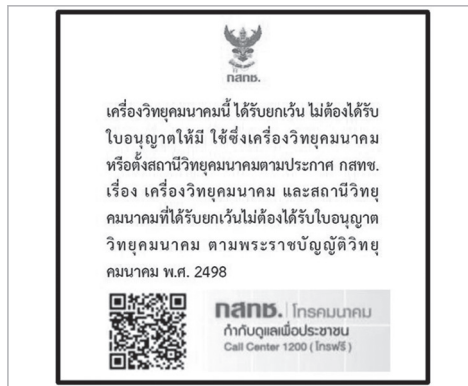 กสทช.
เครื่องวิทยุคมนาคมนี้ ได้รับยกเว้น ไม่ต้องได้รับ
ใบอนุญาตให้มี ใช้ซึ่งเครื่องวิทยุคมนาคม
หรือตั้งสถานีวิทยุคมนาคมตามประกาศ กสทช.
เรื่อง เครื่องวิทยุคมนาคม และสถานีวิทยุ
คมนาคมที่ได้รับยกเว้นไม่ต้องได้รับใบอนุญาต
วิทยุคมนาคม ตามพระราชบัญญัติวิทยุ
คมนาคม พ.ศ. 2498
กสทช. | โทรคมนาคม
กำกับดูแลเพื่อประชาชน
Call Center 1200 ( โทรฟรี )